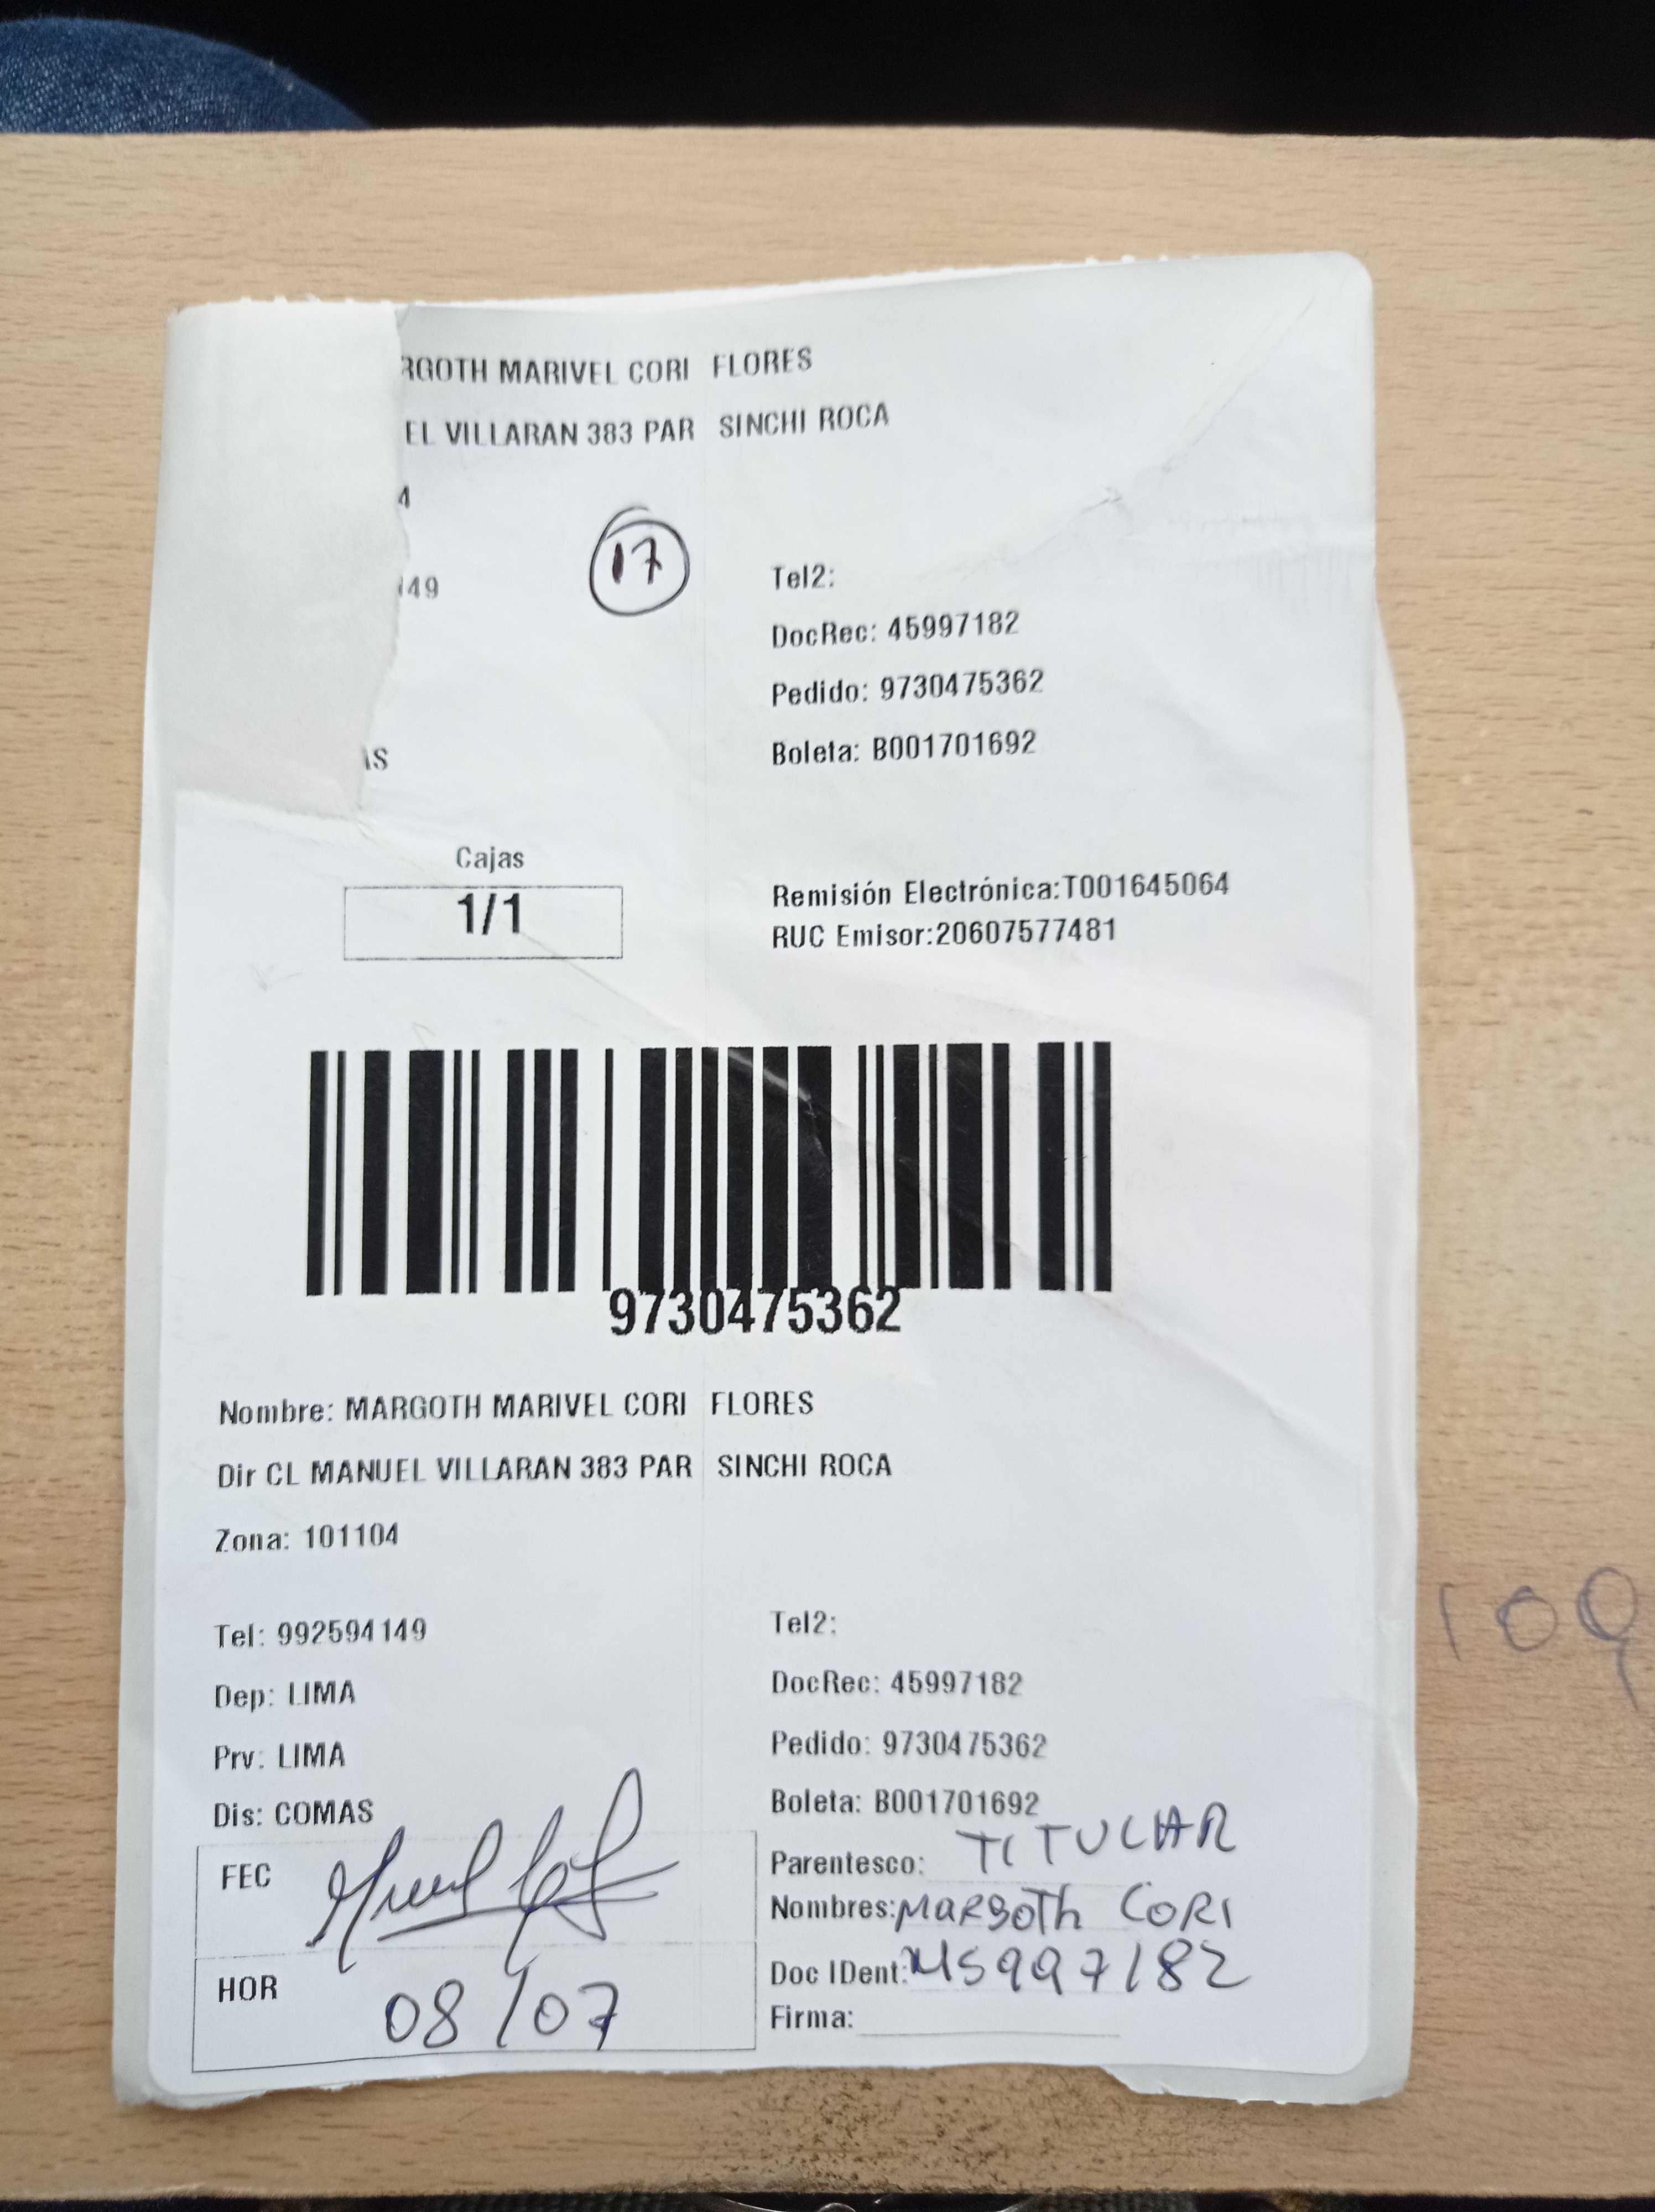 RGOTH MARIVEL CORI FLORES
EL VILLARAN 383 PAR SINCHI ROCA
4
17
149
Tel2:
DocRec: 45997182
Pedido: 9730475362
AS
Boleta: B001701692
Cajas
1/1
Remisión Electrónica:T001645064
RUC Emisor:20607577481
9730475362
Nombre: MARGOTH MARIVEL CORI FLORES
Dir CL MANUEL VILLARAN 383 PAR SINCHI ROCA
Zona: 101104
Tel: 992594149
Tel2:
Dep: LIMA
DocRec: 45997182
Prv: LIMA
Pedido: 9730475362
Dis: COMAS
Boleta: B001701692
FEC
Parentesco: TITULAR
Nombres: MARGOTH CORI
HOR 08/07
Doc IDent: 45997182
Firma:
109